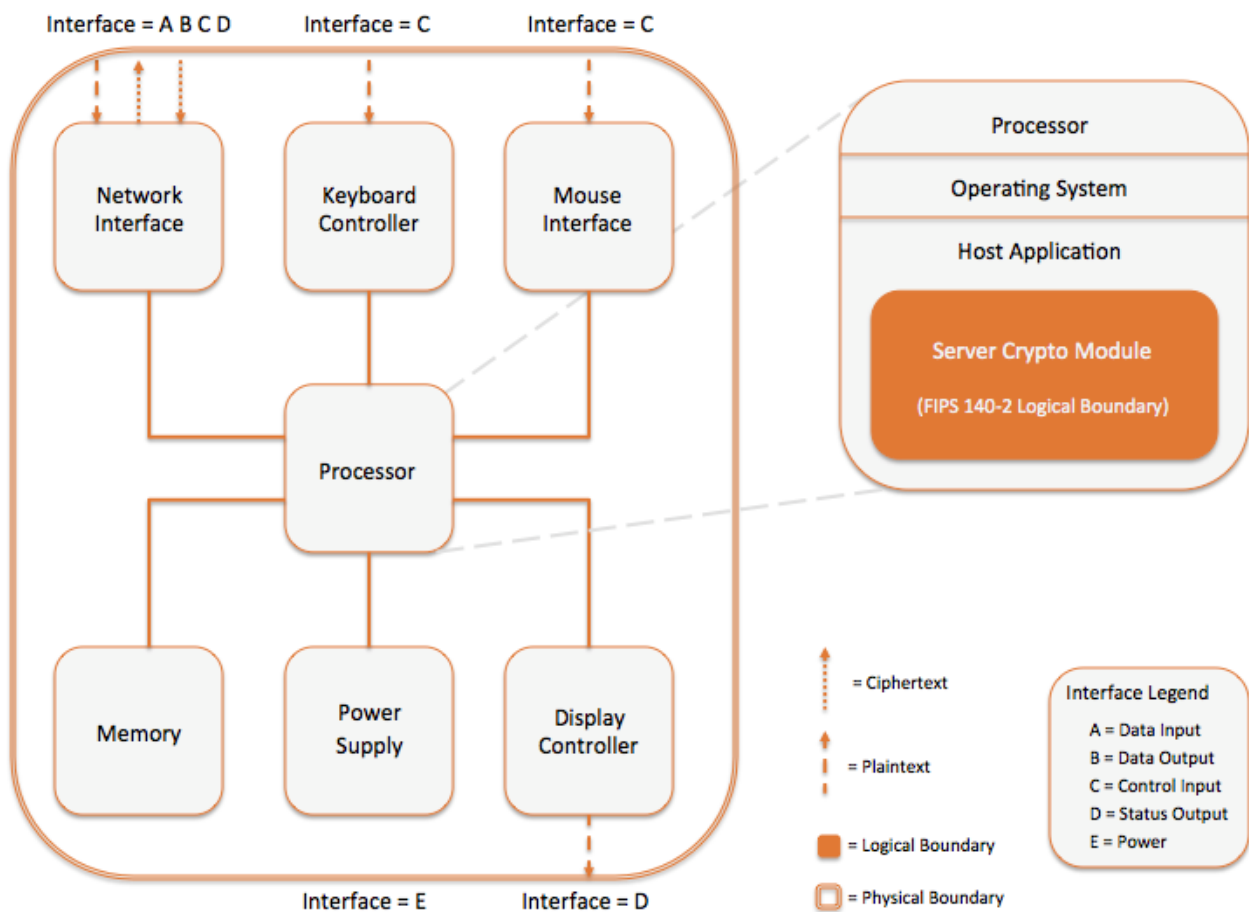 Interface = A B C D
Interface = C
Interface = C
Network
Interface
Keyboard
Controller
Mouse
Interface
Processor
Memory
Power
Supply
Display
Controller
Interface = E
Interface = D
Processor
Operating System
Host Application
Server Crypto Module
(FIPS 140-2 Logical Boundary)
= Ciphertext
= Plaintext
= Logical Boundary
= Physical Boundary
Interface Legend
A = Data Input
B = Data Output
C = Control Input
D = Status Output
E = Power